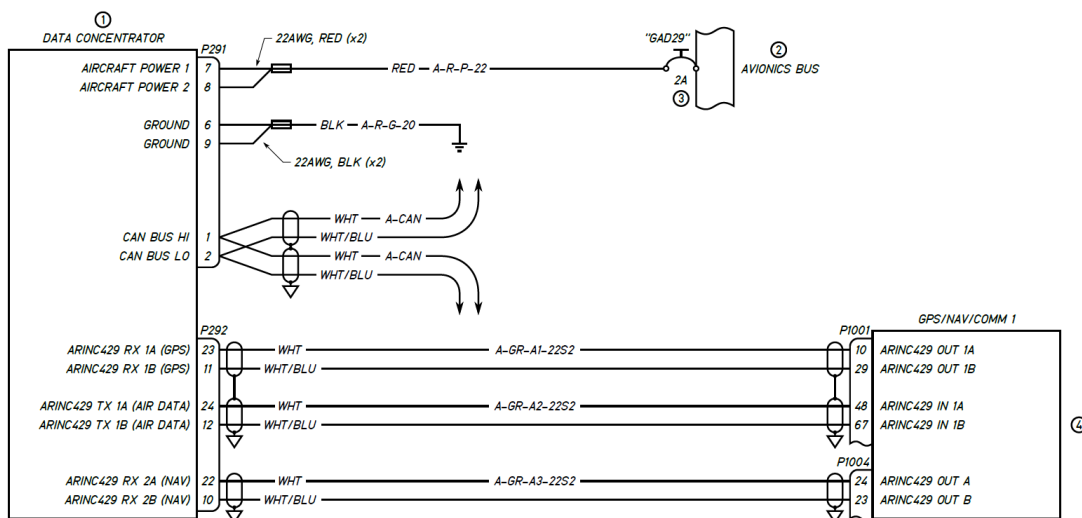 1
DATA CONCENTRATOR
P291
22AWG, RED (x2)
AIRCRAFT POWER 1 7 RED A-R-P-22
AIRCRAFT POWER 2 8
"GAD29"
2A
3
2
AVIONICS BUS
GROUND 6 BLK A-R-G-20
GROUND 9
22AWG, BLK (x2)
WHT A-CAN
CAN BUS HI 1 WHT/BLU
CAN BUS LO 2 WHT A-CAN
WHT/BLU
P292
P1001
GPS/NAV/COMM 1
ARINC429 RX 1A (GPS) 23 WHT A-GR-A1-22S2 10 ARINC429 OUT 1A
ARINC429 RX 1B (GPS) 11 WHT/BLU 29 ARINC429 OUT 1B
ARINC429 TX 1A (AIR DATA) 24 WHT A-GR-A2-22S2 48 ARINC429 IN 1A
ARINC429 TX 1B (AIR DATA) 12 WHT/BLU 67 ARINC429 IN 1B
4
P1004
ARINC429 RX 2A (NAV) 22 WHT A-GR-A3-22S2 24 ARINC429 OUT A
ARINC429 RX 2B (NAV) 10 WHT/BLU 23 ARINC429 OUT B